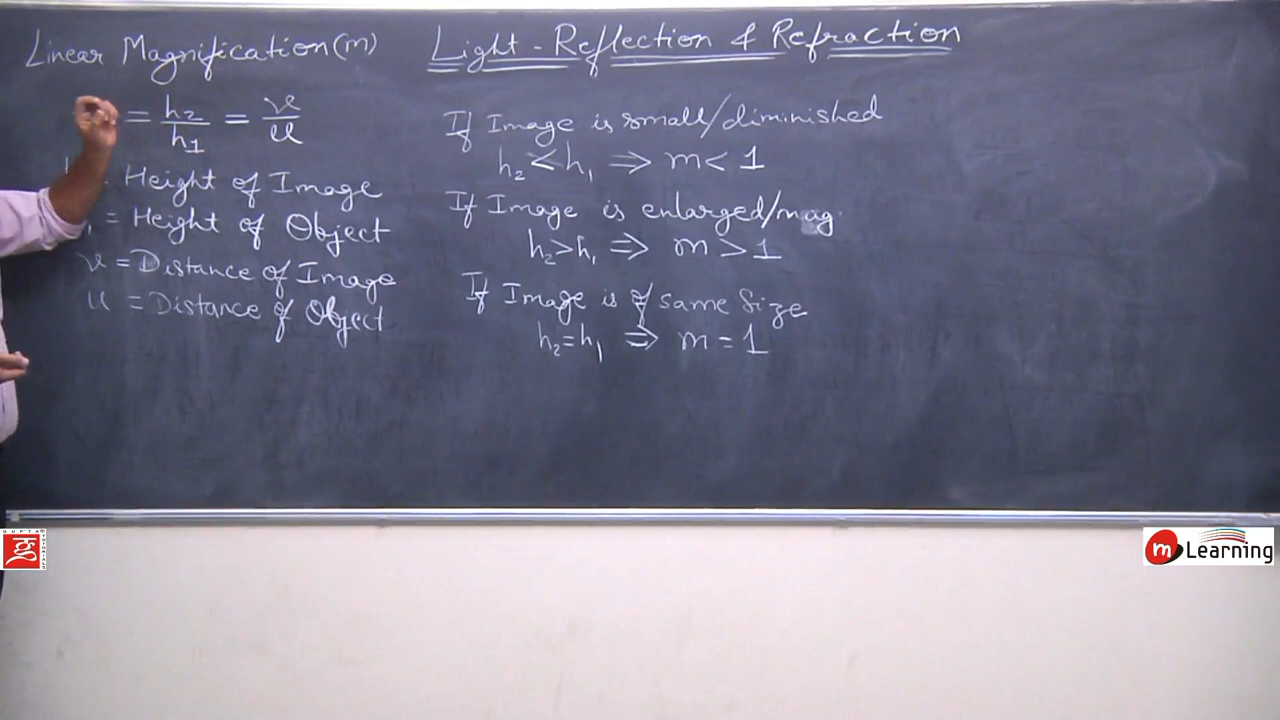 Linear Magnification(m)
Light - Reflection & Refraction
= h₂/h₁ = v/u
Height of Image
= Height of Object
v = Distance of Image
u = Distance of Object
If Image is small/diminished
h₂ < h₁ ⇒ m < 1
If Image is enlarged/mag.
h₂ > h₁ ⇒ m > 1
If Image is of same size
h₂ = h₁ ⇒ m = 1
GUPTA
m Learning